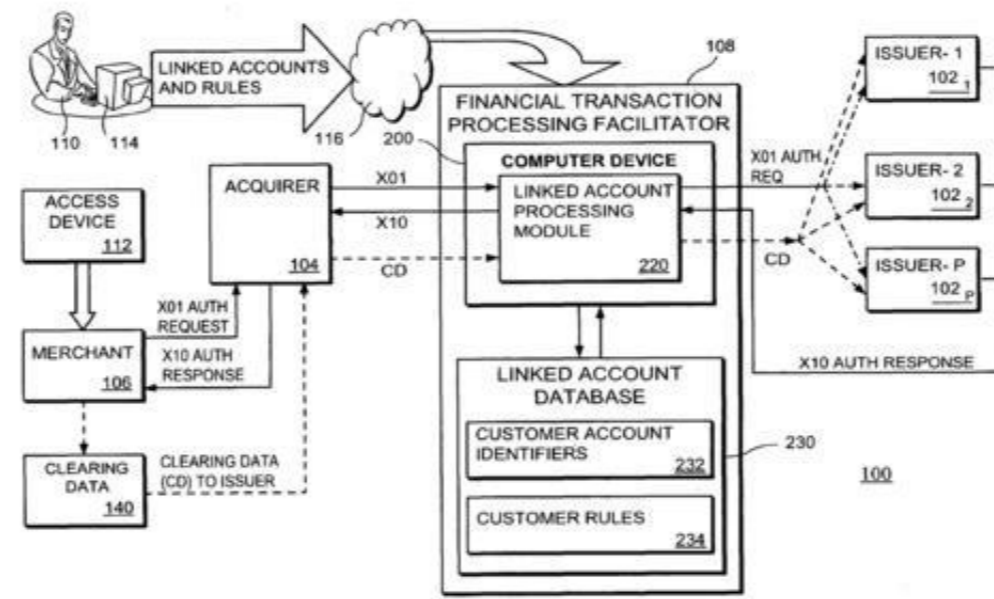 LINKED ACCOUNTS
AND RULES
110
114
116
108
FINANCIAL TRANSACTION
PROCESSING FACILITATOR
200
COMPUTER DEVICE
LINKED ACCOUNT
PROCESSING
MODULE
220
ACCESS
DEVICE
112
ACQUIRER
104
X01
X10
CD
X01 AUTH
REQ
CD
ISSUER- 1
102 1
ISSUER- 2
102 2
ISSUER- P
102 P
X01 AUTH
REQUEST
X10 AUTH
RESPONSE
MERCHANT
106
X10 AUTH RESPONSE
LINKED ACCOUNT
DATABASE
CUSTOMER ACCOUNT
IDENTIFIERS
232
230
CUSTOMER RULES
234
CLEARING
DATA
140
CLEARING DATA
(CD) TO ISSUER
100